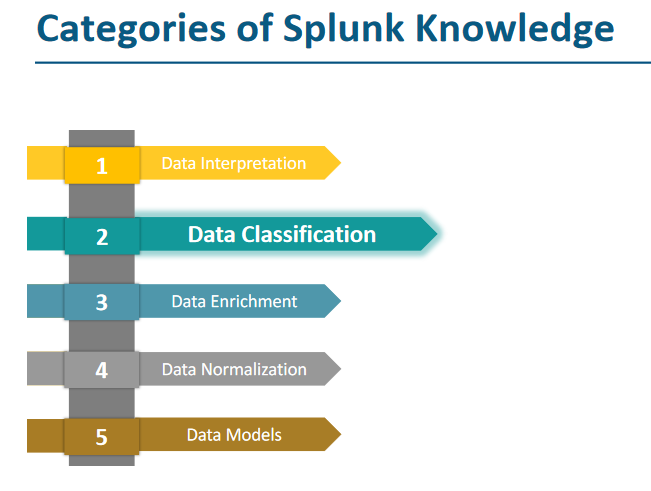 Categories of Splunk Knowledge
1 Data Interpretation
2 Data Classification
3 Data Enrichment
4 Data Normalization
5 Data Models